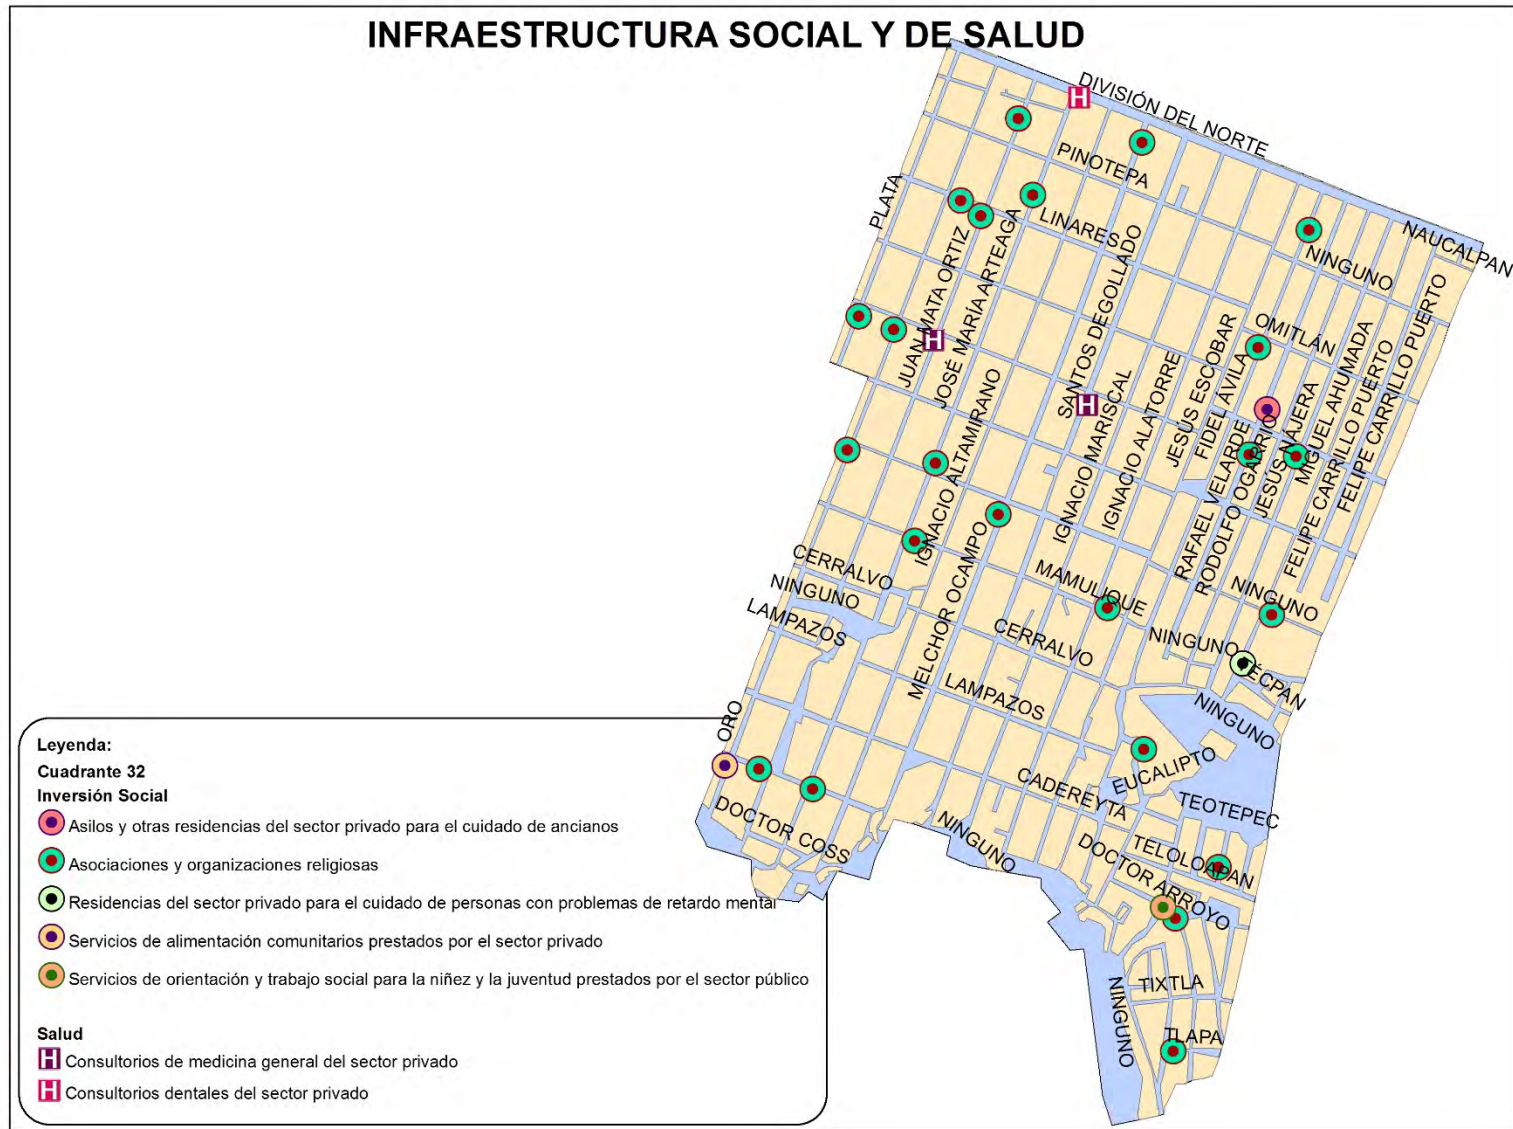 INFRAESTRUCTURA SOCIAL Y DE SALUD
DIVISIÓN DEL NORTE
PINOTEPA
PLATA
LINARES
NAUCALPAN
NINGUNO
JUAN MATA ORTIZ
JOSÉ MARÍA ARTEAGA
SANTOS DEGOLLADO
OMITLÁN
H
H
H
IGNACIO ALTAMIRANO
IGNACIO MARISCAL
IGNACIO ALATORRE
JESÚS ESCOBAR
FIDEL ÁVILA
RAFAEL VELARDE
RODOLFO OGARRIO
JESÚS NAJERA
MIGUEL AHUMADA
FELIPE CARRILLO PUERTO
FELIPE CARRILLO PUERTO
MELCHOR OCAMPO
CERRALVO
NINGUNO
LAMPAZOS
MAMULIQUE
CERRALVO
LAMPAZOS
NINGUNO
NINGUNO
TÉCPAN
NINGUNO
ORO
EUCALIPTO
CADEREYTA
TEOTEPEC
DOCTOR COSS
NINGUNO
TELOLOAPAN
DOCTOR ARROYO
TIXTLA
NINGUNO
TLAPA
Leyenda:
Cuadrante 32
Inversión Social
Asilos y otras residencias del sector privado para el cuidado de ancianos
Asociaciones y organizaciones religiosas
Residencias del sector privado para el cuidado de personas con problemas de retardo mental
Servicios de alimentación comunitarios prestados por el sector privado
Servicios de orientación y trabajo social para la niñez y la juventud prestados por el sector público
Salud
H Consultorios de medicina general del sector privado
H Consultorios dentales del sector privado